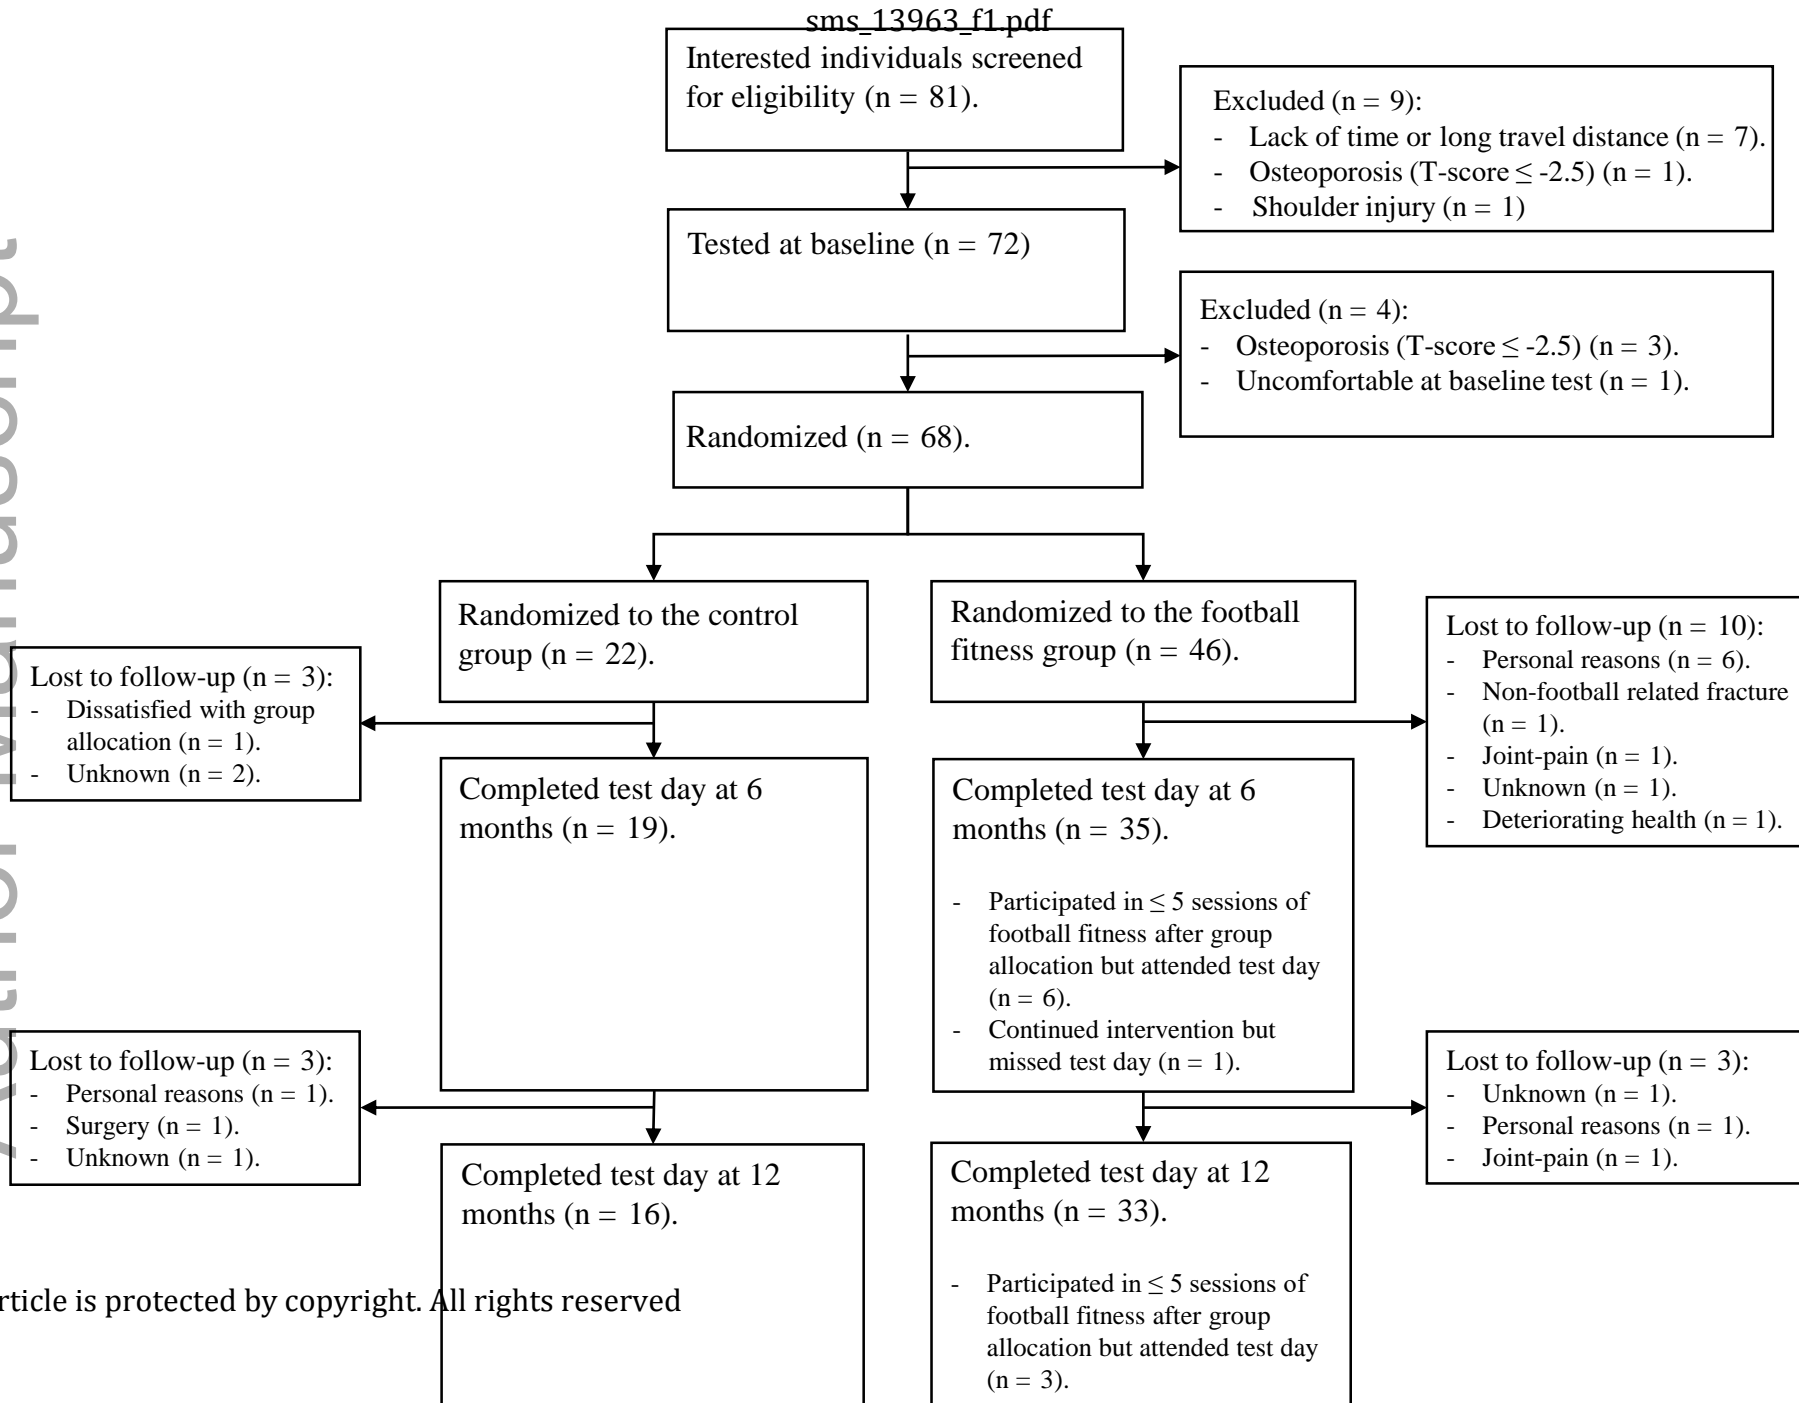 sms_13963_f1.pdf
Interested individuals screened
for eligibility (n = 81).
Excluded (n = 9):
- Lack of time or long travel distance (n = 7).
- Osteoporosis (T-score ≤ -2.5) (n = 1).
- Shoulder injury (n = 1)
Tested at baseline (n = 72)
Excluded (n = 4):
- Osteoporosis (T-score ≤ -2.5) (n = 3).
- Uncomfortable at baseline test (n = 1).
Randomized (n = 68).
Randomized to the control
group (n = 22).
Randomized to the football
fitness group (n = 46).
Lost to follow-up (n = 3):
- Dissatisfied with group
allocation (n = 1).
- Unknown (n = 2).
Lost to follow-up (n = 10):
- Personal reasons (n = 6).
- Non-football related fracture
(n = 1).
- Joint-pain (n = 1).
- Unknown (n = 1).
- Deteriorating health (n = 1).
Completed test day at 6
months (n = 19).
Completed test day at 6
months (n = 35).
- Participated in ≤ 5 sessions of
football fitness after group
allocation but attended test day
(n = 6).
- Continued intervention but
missed test day (n = 1).
Lost to follow-up (n = 3):
- Personal reasons (n = 1).
- Surgery (n = 1).
- Unknown (n = 1).
Lost to follow-up (n = 3):
- Unknown (n = 1).
- Personal reasons (n = 1).
- Joint-pain (n = 1).
Completed test day at 12
months (n = 16).
Completed test day at 12
months (n = 33).
- Participated in ≤ 5 sessions of
football fitness after group
allocation but attended test day
(n = 3).
rticle is protected by copyright. All rights reserved